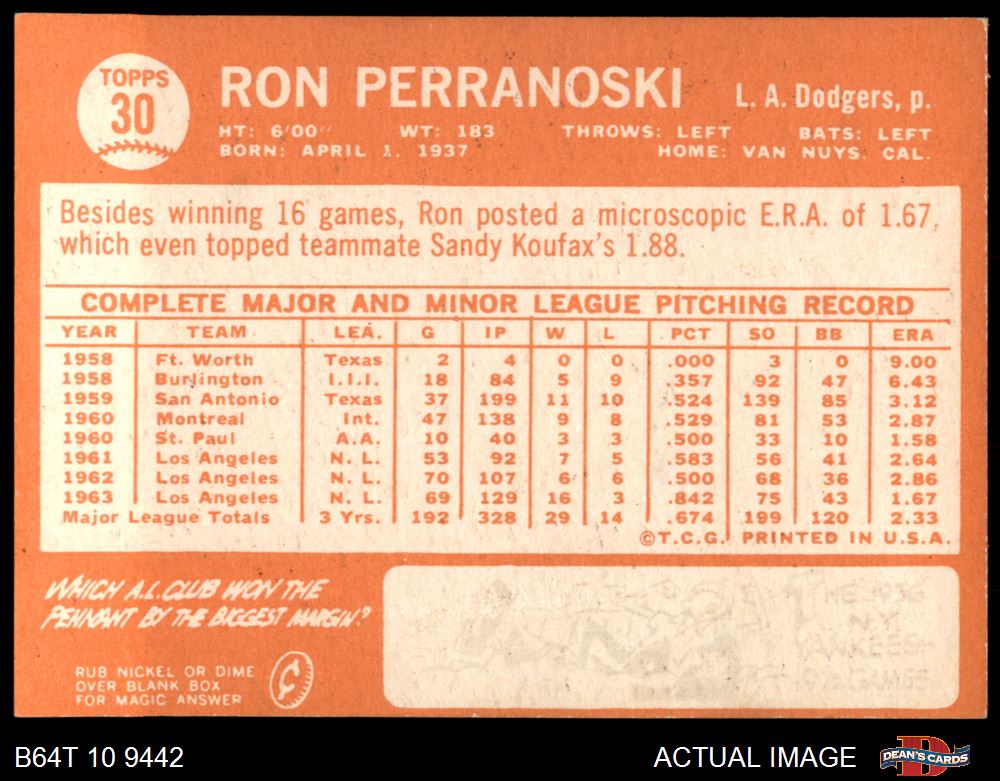 TOPPS
30
RON PERRANOSKI L. A. Dodgers, p.
HT: 6'00" WT: 183 THROWS: LEFT BATS: LEFT
BORN: APRIL 1, 1937 HOME: VAN NUYS, CAL.
Besides winning 16 games, Ron posted a microscopic E.R.A. of 1.67,
which even topped teammate Sandy Koufax's 1.88.
COMPLETE MAJOR AND MINOR LEAGUE PITCHING RECORD
YEAR TEAM LEA. G IP W L PCT SO BB ERA
1958 Ft. Worth Texas 2 4 0 0 .000 3 0 9.00
1958 Burlington I.I.I. 18 84 5 9 .357 92 47 6.43
1959 San Antonio Texas 37 199 11 10 .524 139 85 3.12
1960 Montreal Int. 47 138 9 8 .529 81 53 2.87
1960 St. Paul A.A. 10 40 3 3 .500 33 10 1.58
1961 Los Angeles N. L. 53 92 7 5 .583 56 41 2.64
1962 Los Angeles N. L. 70 107 6 6 .500 68 36 2.86
1963 Los Angeles N. L. 69 129 16 3 .842 75 43 1.67
Major League Totals 3 Yrs. 192 328 29 14 .674 199 120 2.33
©T.C.G. PRINTED IN U.S.A.
WHICH A.L. CLUB WON THE
PENNANT BY THE BIGGEST MARGIN?
RUB NICKEL OR DIME
OVER BLANK BOX
FOR MAGIC ANSWER
¢
B64T 10 9442 ACTUAL IMAGE DEAN'S CARDS